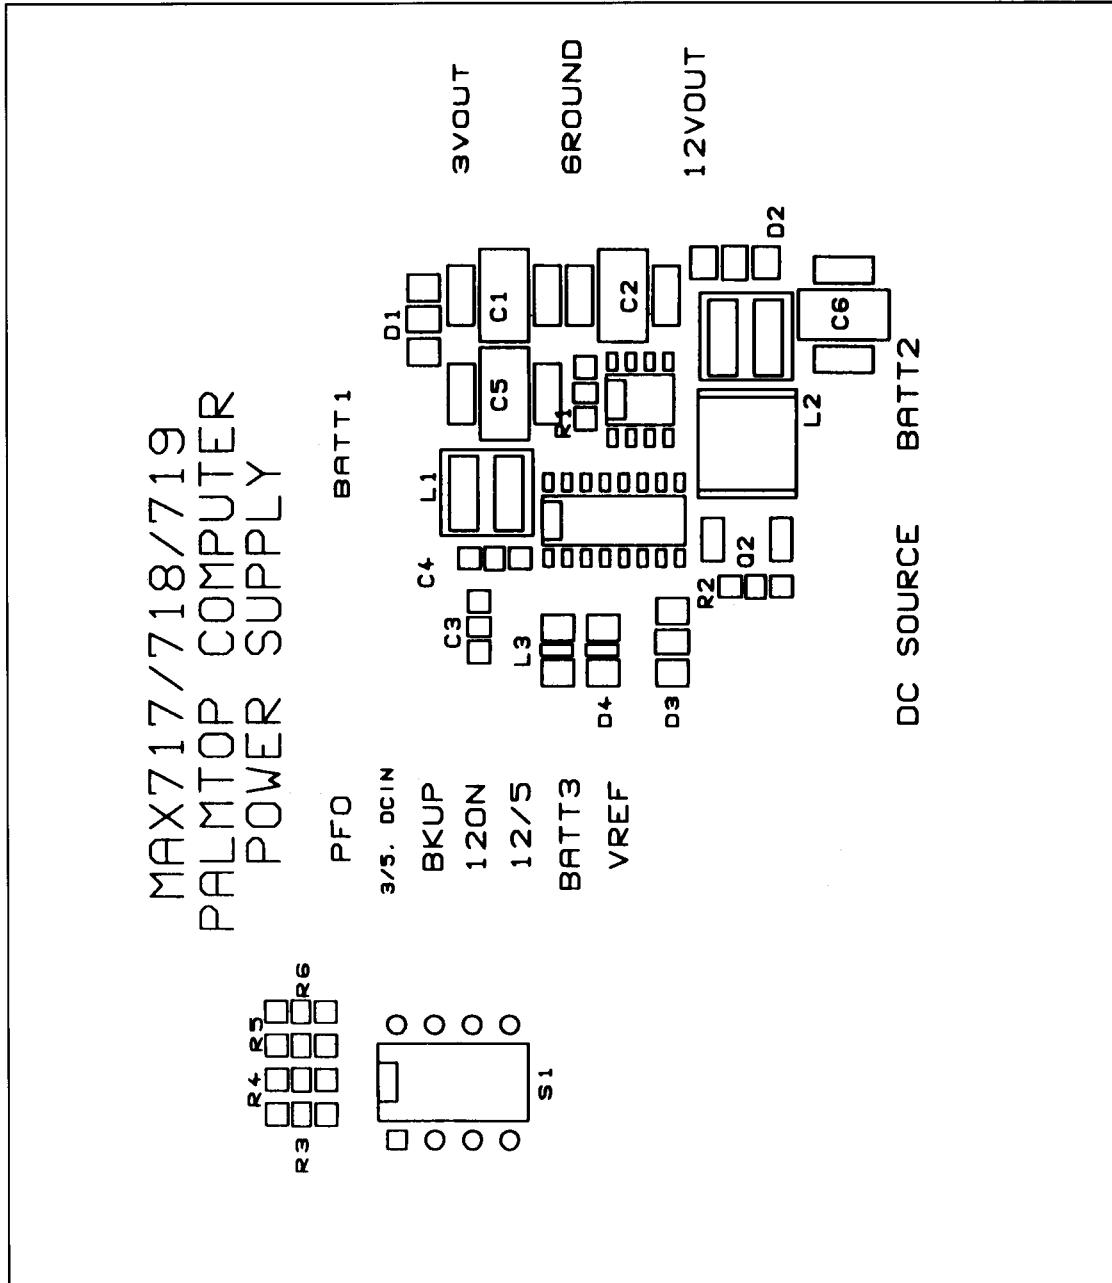 MAX717/718/719
PALMTOP COMPUTER
POWER SUPPLY
R3
R4
R5
R6
S1
PFO
3/5. DCIN
BKUP
12ON
12/5
BATT3
VREF
BATT1
D1
3VOUT
GROUND
12VOUT
C1
C2
C5
R1
L1
C4
C3
L3
D4
D3
R2
Q2
L2
D2
C6
DC SOURCE
BATT2